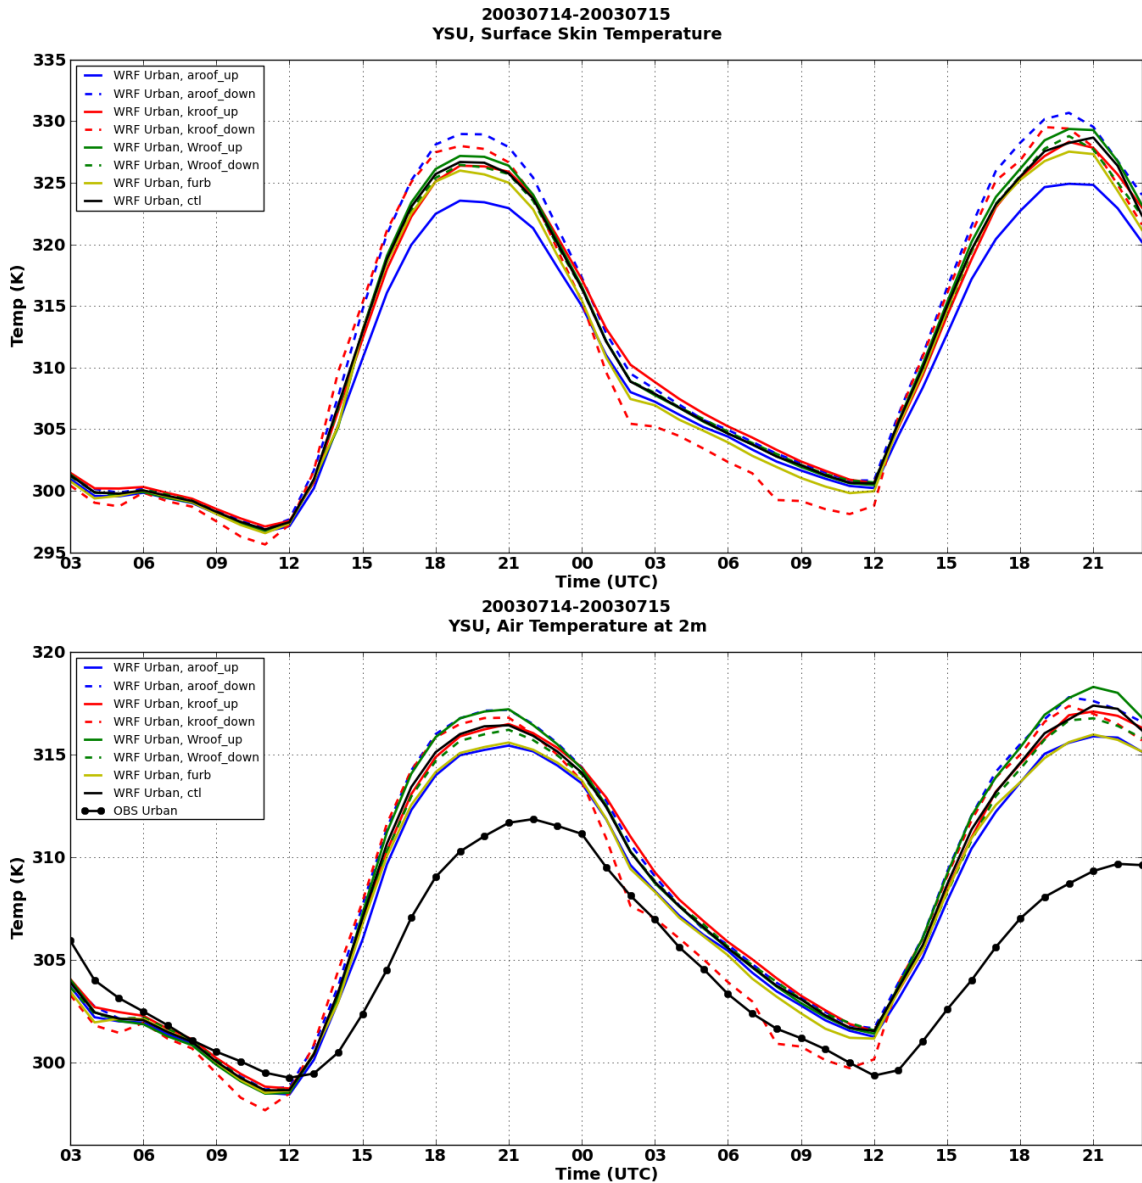 20030714-20030715
YSU, Surface Skin Temperature
335
330
325
320
315
310
305
300
295
Temp (K)
WRF Urban, aroof_up
WRF Urban, aroof_down
WRF Urban, kroof_up
WRF Urban, kroof_down
WRF Urban, Wroof_up
WRF Urban, Wroof_down
WRF Urban, furb
WRF Urban, ctl
03 06 09 12 15 18 21 00 03 06 09 12 15 18 21
Time (UTC)
20030714-20030715
YSU, Air Temperature at 2m
320
315
310
305
300
Temp (K)
WRF Urban, aroof_up
WRF Urban, aroof_down
WRF Urban, kroof_up
WRF Urban, kroof_down
WRF Urban, Wroof_up
WRF Urban, Wroof_down
WRF Urban, furb
WRF Urban, ctl
OBS Urban
03 06 09 12 15 18 21 00 03 06 09 12 15 18 21
Time (UTC)